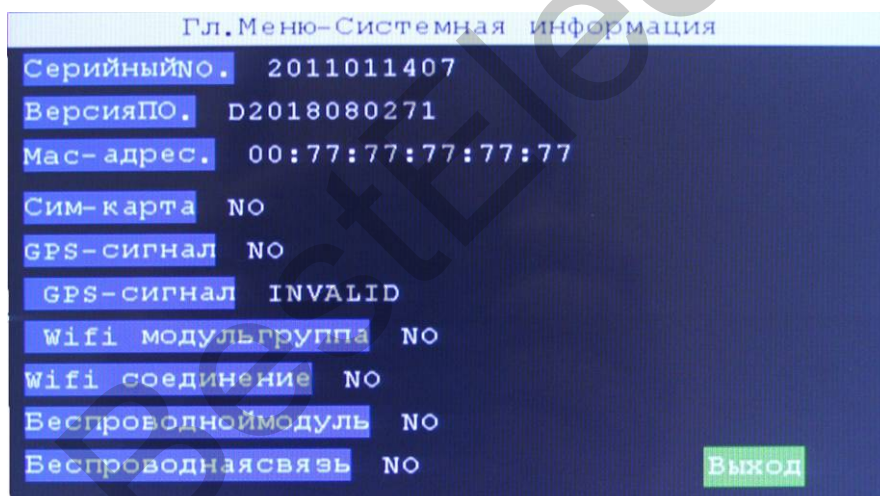 Гл.Меню-Системная информация
СерийныйNo. 2011011407
ВерсияПО. D2018080271
Мас-адрес. 00:77:77:77:77:77
Сим-карта NO
GPS-сигнал NO
GPS-сигнал INVALID
Wifi модульгруппа NO
Wifi соединение NO
Беспроводноймодуль NO
Беспроводнаясвязь NO
Выход